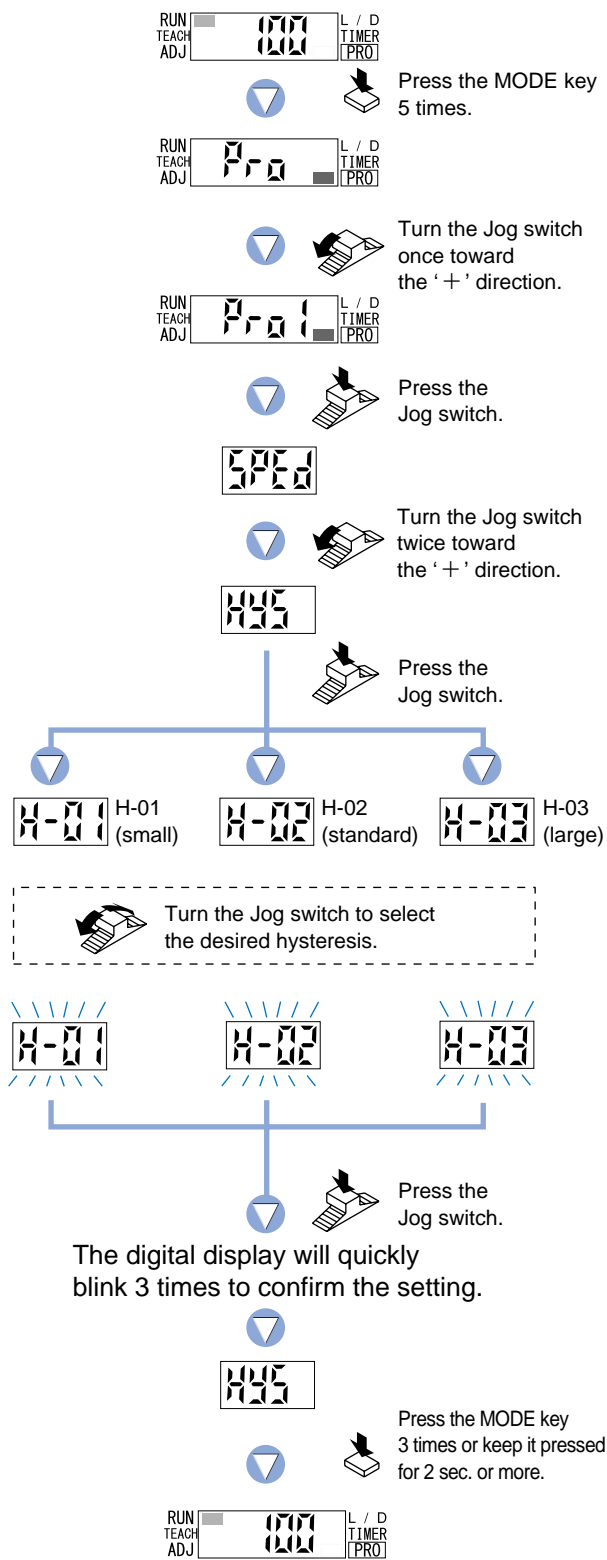 RUN
TEACH
ADJ
100
L / D
TIMER
PRO
Press the MODE key
5 times.
RUN
TEACH
ADJ
Pro
L / D
TIMER
PRO
Turn the Jog switch
once toward
the ‘＋’ direction.
RUN
TEACH
ADJ
Pro1
L / D
TIMER
PRO
Press the
Jog switch.
SPEd
Turn the Jog switch
twice toward
the ‘＋’ direction.
HYS
Press the
Jog switch.
H-01
H-01
(small)
H-02
H-02
(standard)
H-03
H-03
(large)
Turn the Jog switch to select
the desired hysteresis.
H-01
H-02
H-03
Press the
Jog switch.
The digital display will quickly
blink 3 times to confirm the setting.
HYS
Press the MODE key
3 times or keep it pressed
for 2 sec. or more.
RUN
TEACH
ADJ
100
L / D
TIMER
PRO